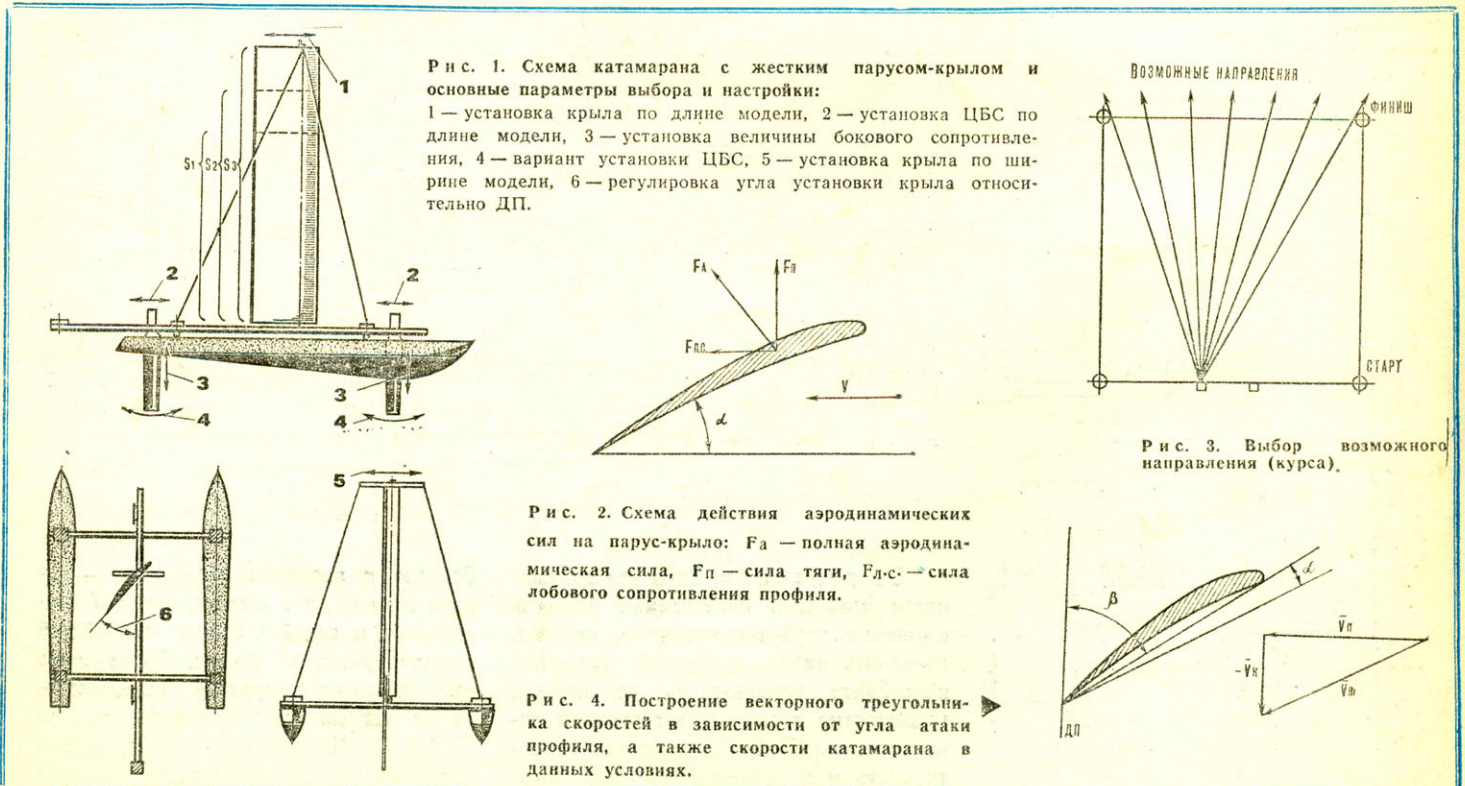 Рис. 1. Схема катамарана с жестким парусом-крылом и
основные параметры выбора и настройки:
1 — установка крыла по длине модели, 2 — установка ЦБС по
длине модели, 3 — установка величины бокового сопротивле-
ния, 4 — вариант установки ЦБС, 5 — установка крыла по ши-
рине модели, 6 — регулировка угла установки крыла относи-
тельно ДП.
1
S1 S2 S3
2 2
3 3
4 4
FА FП
FЛ.С.
V
α
ВОЗМОЖНЫЕ НАПРАВЛЕНИЯ
ФИНИШ
СТАРТ
Рис. 3. Выбор возможного
направления (курса).
5
6
Рис. 2. Схема действия аэродинамических
сил на парус-крыло: Fа — полная аэродина-
мическая сила, Fп — сила тяги, Fл.с. — сила
лобового сопротивления профиля.
Рис. 4. Построение векторного треугольни-
ка скоростей в зависимости от угла атаки
профиля, а также скорости катамарана в
данных условиях.
β
α
ДП
-V̄к